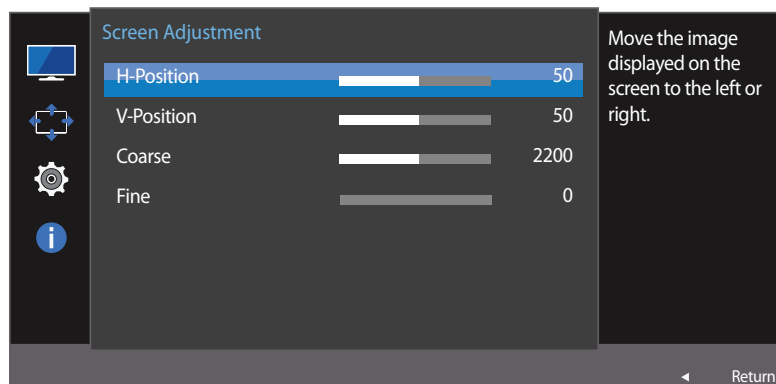 Screen Adjustment
H-Position 50
V-Position 50
Coarse 2200
Fine 0
Move the image
displayed on the
screen to the left or
right.
Return